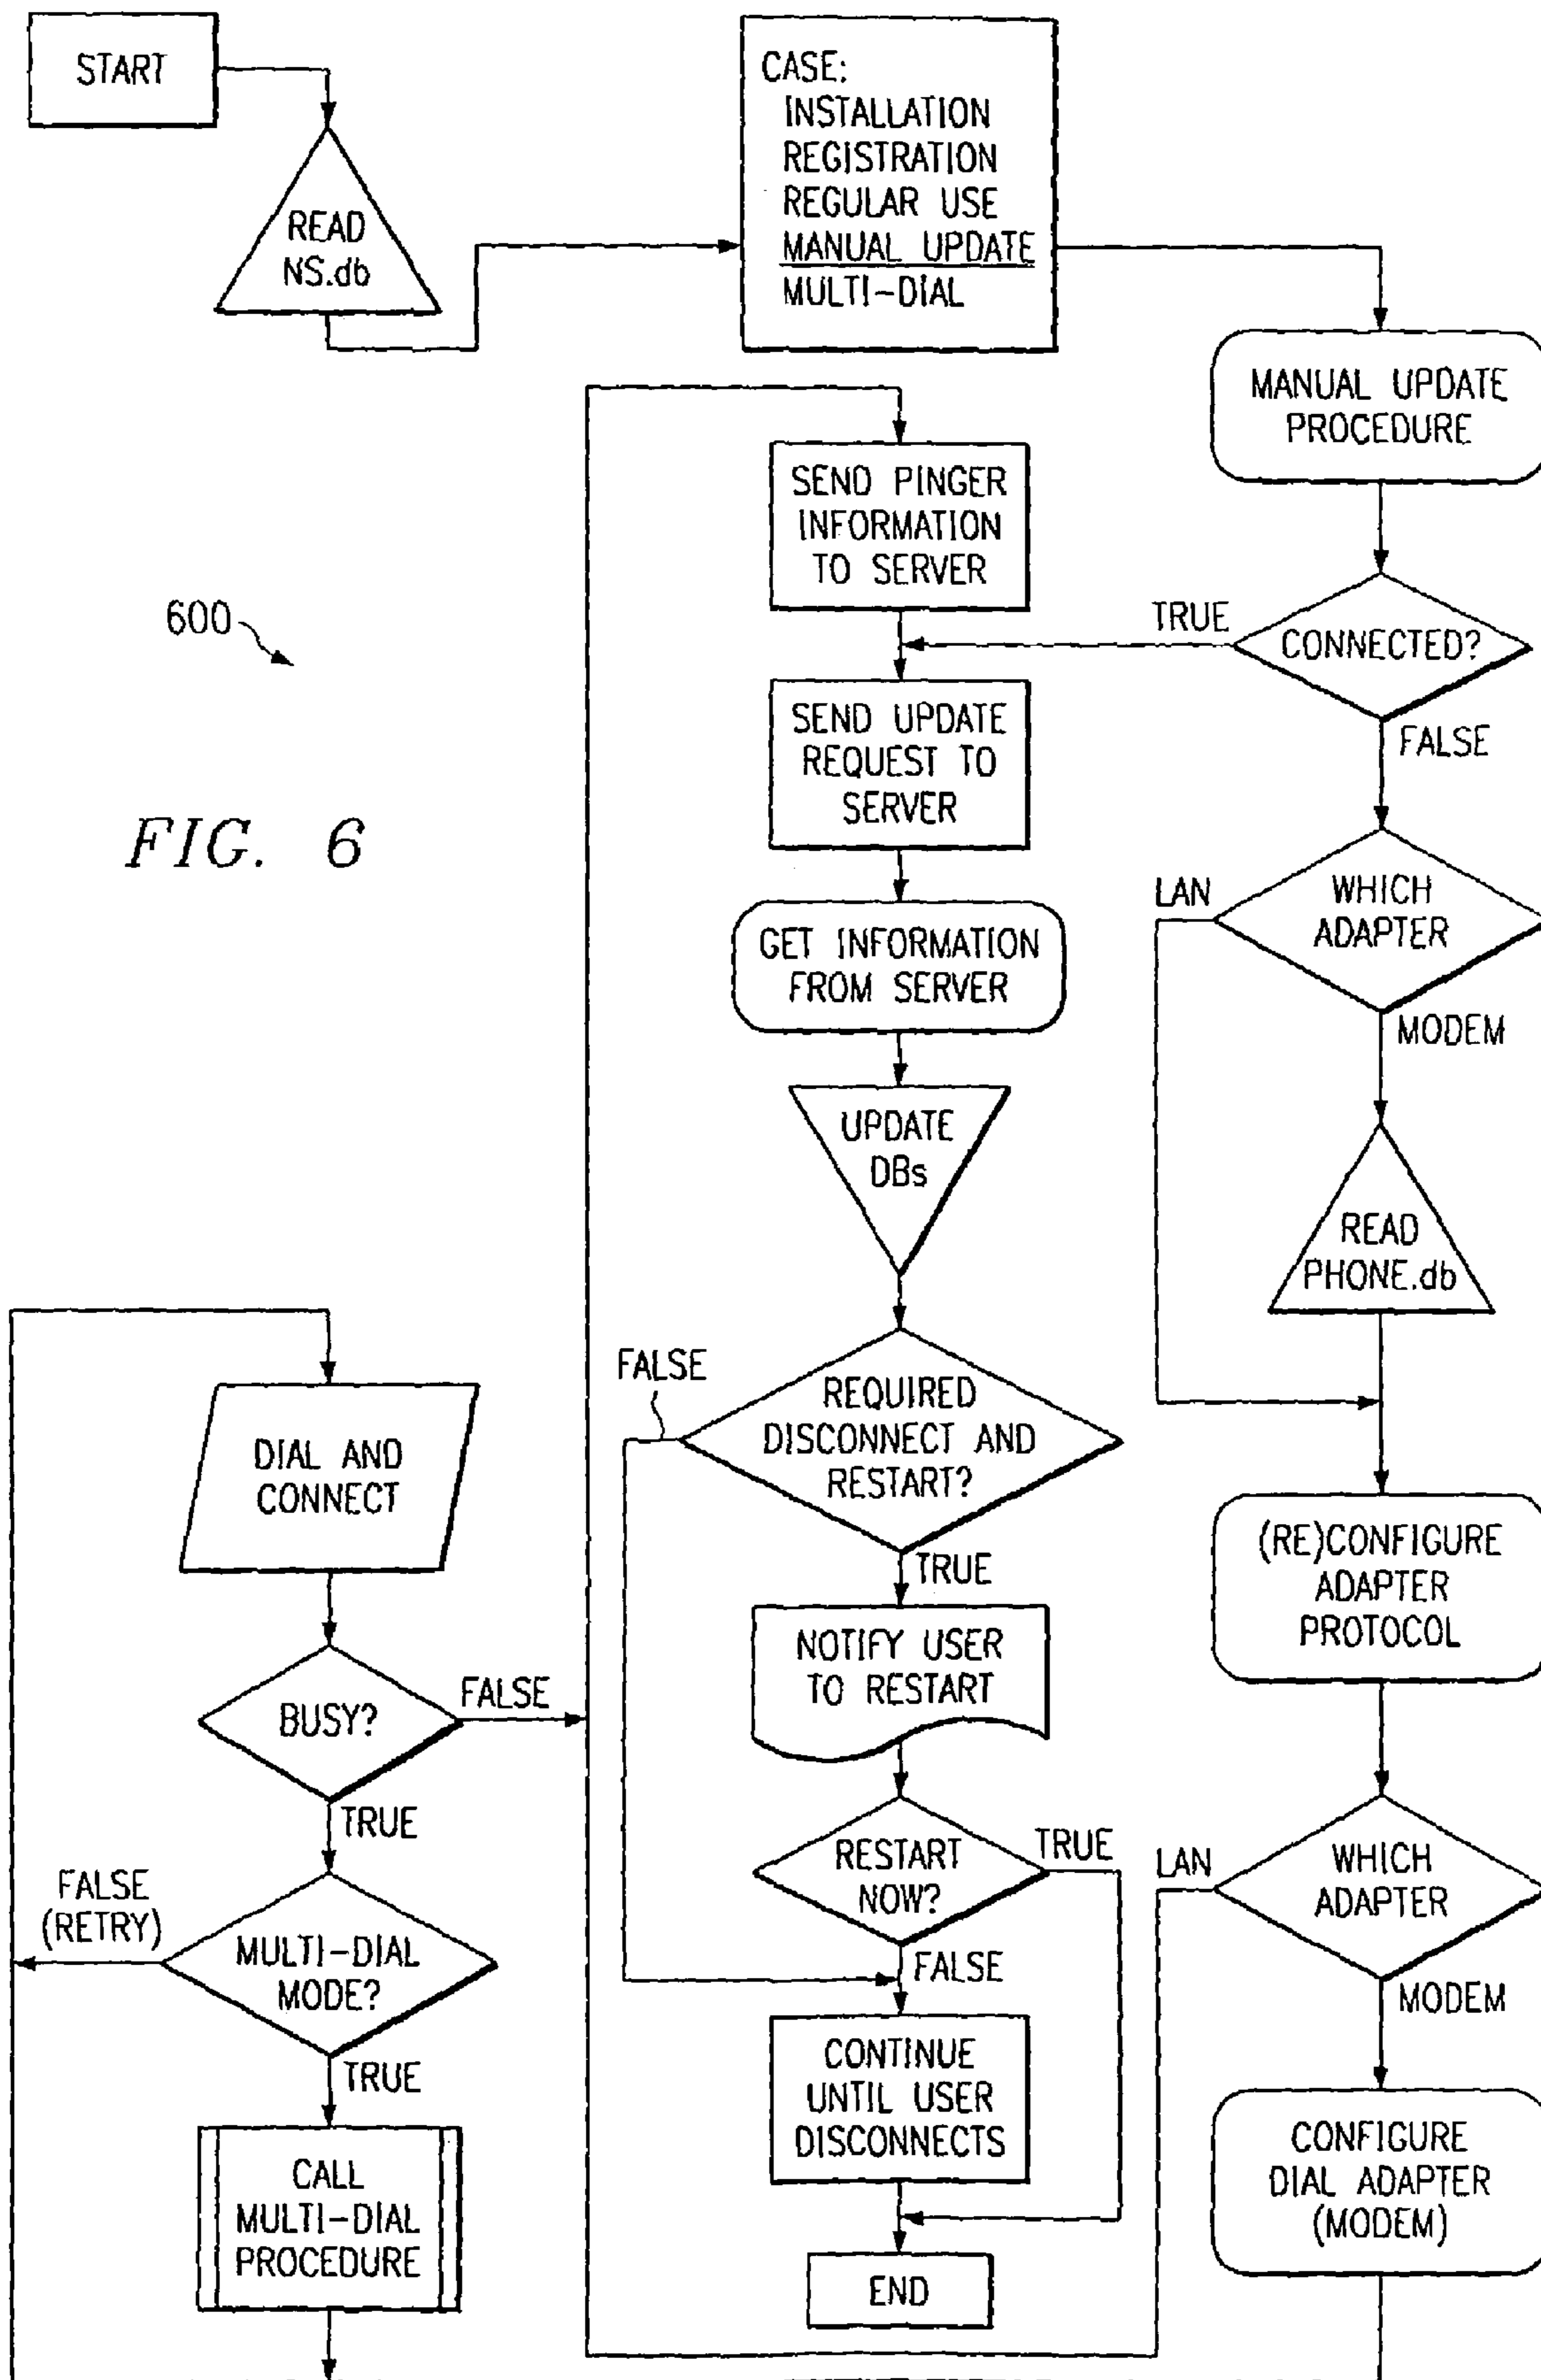 START
READ
NS.db
CASE:
INSTALLATION
REGISTRATION
REGULAR USE
MANUAL UPDATE
MULTI-DIAL
MANUAL UPDATE
PROCEDURE
CONNECTED?
TRUE
FALSE
SEND PINGER
INFORMATION
TO SERVER
SEND UPDATE
REQUEST TO
SERVER
GET INFORMATION
FROM SERVER
UPDATE
DBs
REQUIRED
DISCONNECT AND
RESTART?
FALSE
TRUE
NOTIFY USER
TO RESTART
RESTART
NOW?
TRUE
FALSE
CONTINUE
UNTIL USER
DISCONNECTS
END
WHICH
ADAPTER
LAN
MODEM
READ
PHONE.db
(RE)CONFIGURE
ADAPTER
PROTOCOL
WHICH
ADAPTER
LAN
MODEM
CONFIGURE
DIAL ADAPTER
(MODEM)
600
FIG. 6
DIAL AND
CONNECT
BUSY?
FALSE
TRUE
MULTI-DIAL
MODE?
FALSE
(RETRY)
TRUE
CALL
MULTI-DIAL
PROCEDURE